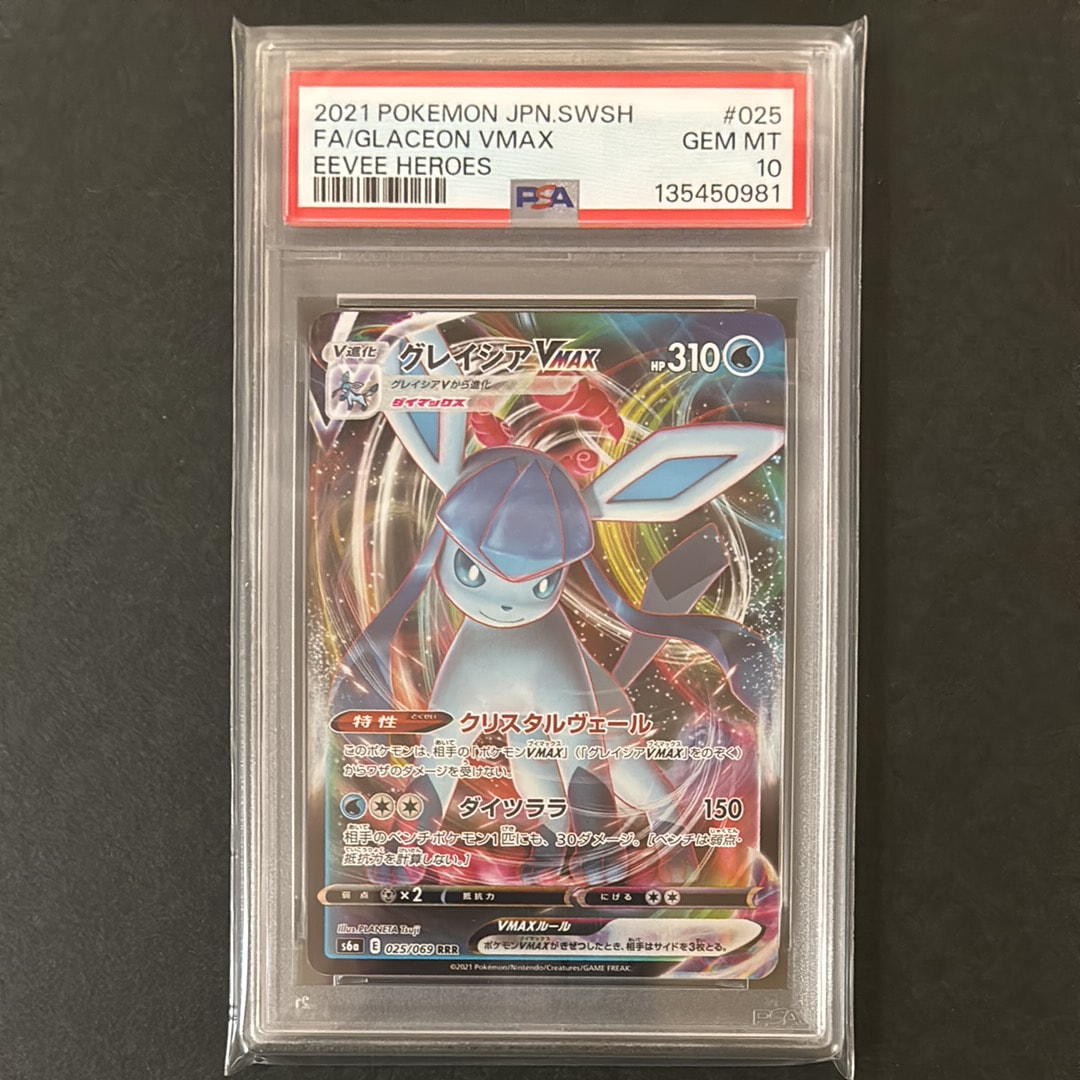 2021 POKEMON JPN.SWSH #025
FA/GLACEON VMAX GEM MT
EEVEE HEROES 10
PSA 135450981
V進化 グレイシアVMAX HP310
グレイシアVから進化
ダイマックス
特性 とくせい クリスタルヴェール
このポケモンは、相手の「ポケモンVMAX」(「グレイシアVMAX」をのぞく)
からワザのダメージを受けない。
ダイツララ 150
相手のベンチポケモン1匹にも、30ダメージ。[ベンチは弱点・
抵抗力を計算しない。]
弱点 ×2 抵抗力 にげる
Illus. PLANETA Tsuji VMAXルール
s6a E 025/069 RRR ポケモンVMAXがきぜつしたとき、相手はサイドを3枚とる。
©2021 Pokémon/Nintendo/Creatures/GAME FREAK.
PSA